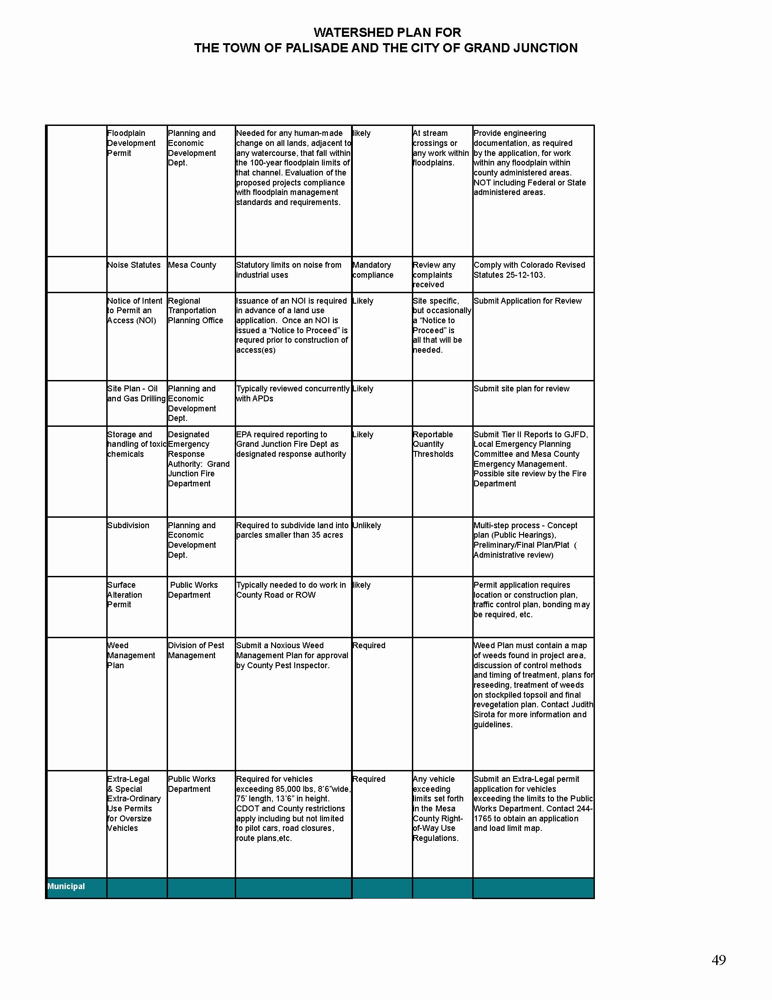 WATERSHED PLAN FOR
THE TOWN OF PALISADE AND THE CITY OF GRAND JUNCTION
Floodplain
Development
Permit
Planning and
Economic
Development
Dept.
Needed for any human-made
change on all lands, adjacent to
any watercourse, that fall within
the 100-year floodplain limits of
that channel. Evaluation of the
proposed projects compliance
with floodplain management
standards and requirements.
likely
At stream
crossings or
any work within
floodplains.
Provide engineering
documentation, as required
by the application, for work
within any floodplain within
county administered areas.
NOT including Federal or State
administered areas.
Noise Statutes
Mesa County
Statutory limits on noise from
industrial uses
Mandatory
compliance
Review any
complaints
received
Comply with Colorado Revised
Statutes 25-12-103.
Notice of Intent
to Permit an
Access (NOI)
Regional
Tranportation
Planning Office
Issuance of an NOI is required
in advance of a land use
application.  Once an NOI is
issued a “Notice to Proceed” is
requred prior to construction of
access(es)
Likely
Site specific,
but occasionally
a “Notice to
Proceed” is
all that will be
needed.
Submit Application for Review
Site Plan - Oil
and Gas Drilling
Planning and
Economic
Development
Dept.
Typically reviewed concurrently
with APDs
Likely
Submit site plan for review
Storage and
handling of toxic
chemicals
Designated
Emergency
Response
Authority:  Grand
Junction Fire
Department
EPA required reporting to
Grand Junction Fire Dept as
designated response authority
Likely
Reportable
Quantity
Thresholds
Submit Tier II Reports to GJFD,
Local Emergency Planning
Committee and Mesa County
Emergency Management.
Possible site review by the Fire
Department
Subdivision
Planning and
Economic
Development
Dept.
Required to subdivide land into
parcles smaller than 35 acres
Unlikely
Multi-step process - Concept
plan (Public Hearings),
Preliminary/Final Plan/Plat  (
Administrative review)
Surface
Alteration
Permit
Public Works
Department
Typically needed to do work in
County Road or ROW
likely
Permit application requires
location or construction plan,
traffic control plan, bonding may
be required, etc.
Weed
Management
Plan
Division of Pest
Management
Submit a Noxious Weed
Management Plan for approval
by County Pest Inspector.
Required
Weed Plan must contain a map
of weeds found in project area,
discussion of control methods
and timing of treatment, plans for
reseeding, treatment of weeds
on stockpiled topsoil and final
revegetation plan. Contact Judith
Sirota for more information and
guidelines.
Extra-Legal
& Special
Extra-Ordinary
Use Permits
for Oversize
Vehicles
Public Works
Department
Required for vehicles
exceeding 85,000 lbs, 8’6”wide,
75’ length, 13’6” in height.
CDOT and County restrictions
apply including but not limited
to pilot cars, road closures,
route plans,etc.
Required
Any vehicle
exceeding
limits set forth
in the Mesa
County Right-
of-Way Use
Regulations.
Submit an Extra-Legal permit
application for vehicles
exceeding the limits to the Public
Works Department. Contact 244-
1765 to obtain an application
and load limit map.
Municipal
49